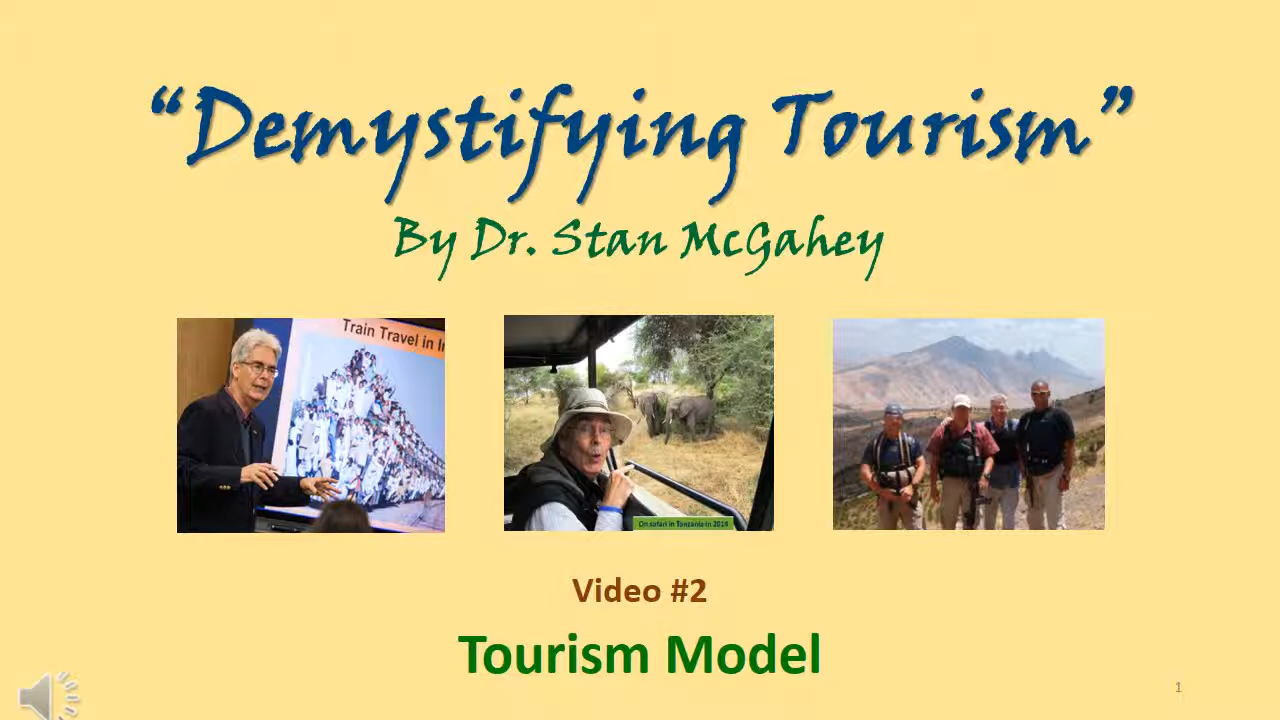 “Demystifying Tourism”
By Dr. Stan McGahey
Train Travel in
On safari in Tanzania in 2014
Video #2
Tourism Model
1